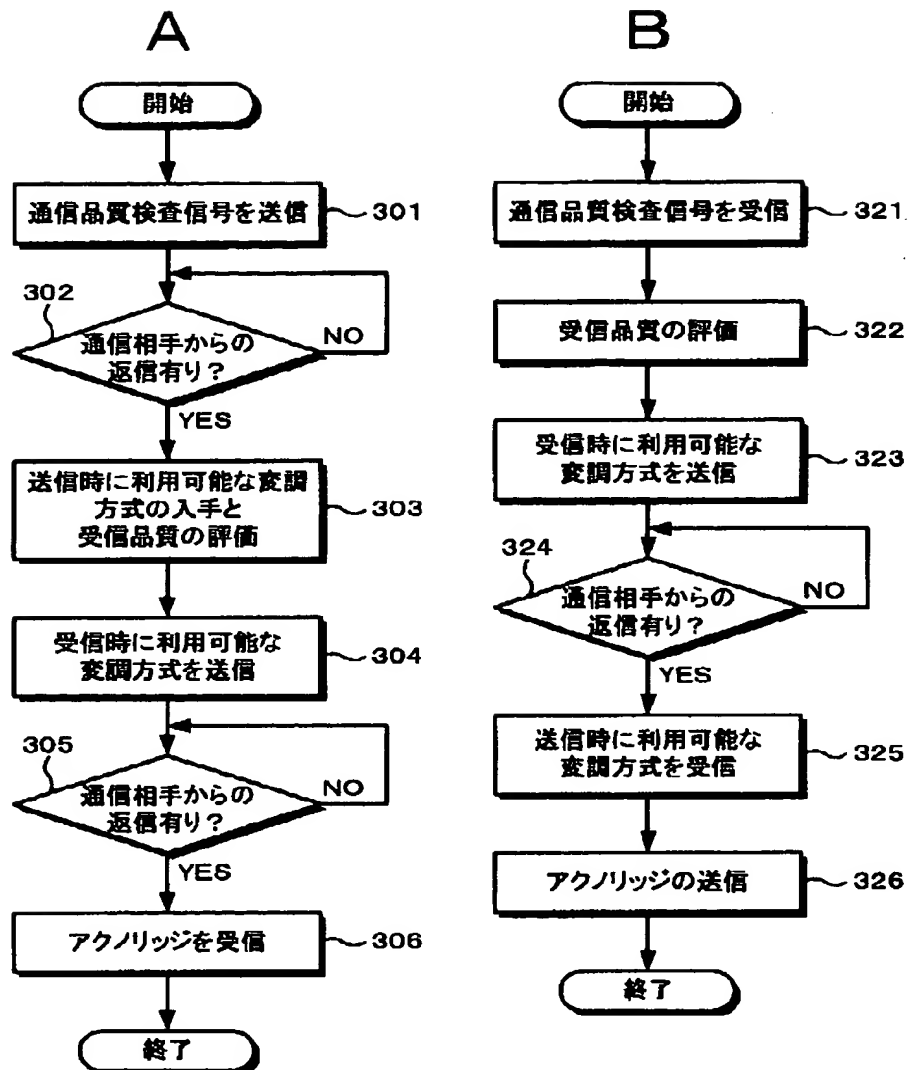 A
開始
通信品質検査信号を送信
301
302
通信相手からの
返信有り？
NO
YES
送信時に利用可能な変調
方式の入手と
受信品質の評価
303
受信時に利用可能な
変調方式を送信
304
305
通信相手からの
返信有り？
NO
YES
アクノリッジを受信
306
終了
B
開始
通信品質検査信号を受信
321
受信品質の評価
322
受信時に利用可能な
変調方式を送信
323
324
通信相手からの
返信有り？
NO
YES
送信時に利用可能な
変調方式を受信
325
アクノリッジの送信
326
終了